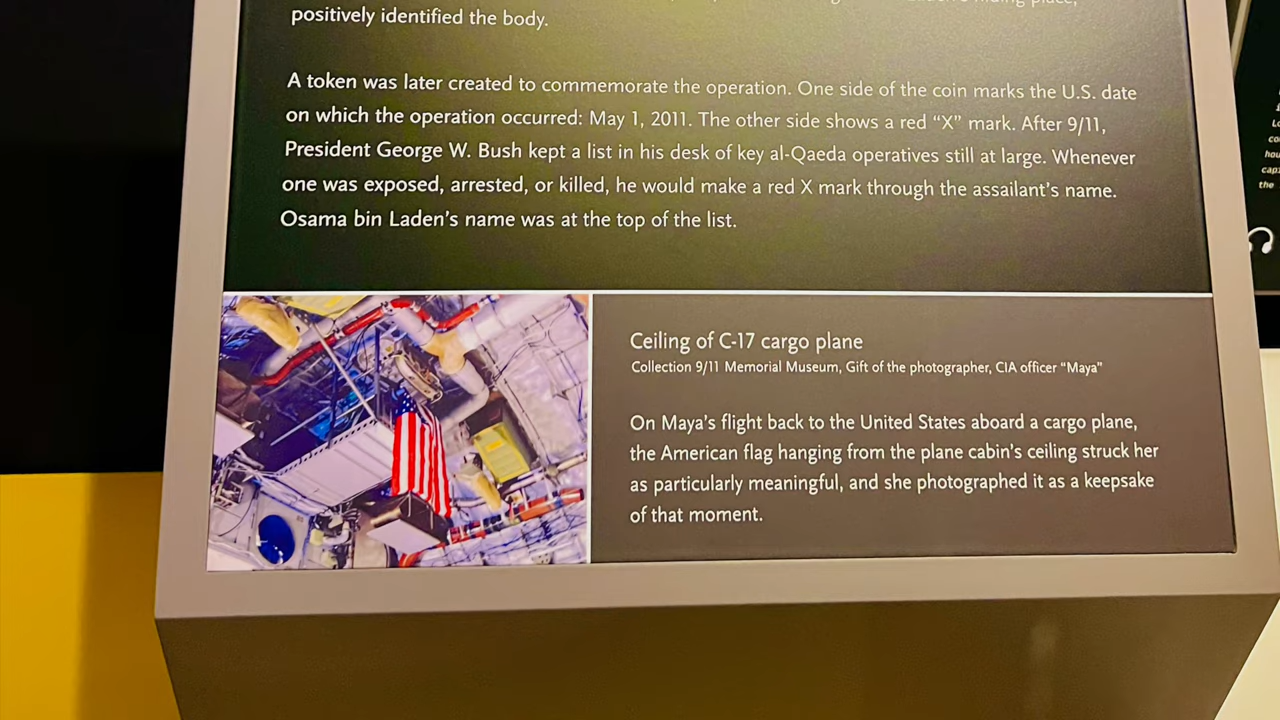 hiding place,
positively identified the body.
A token was later created to commemorate the operation. One side of the coin marks the U.S. date
on which the operation occurred: May 1, 2011. The other side shows a red “X” mark. After 9/11,
President George W. Bush kept a list in his desk of key al-Qaeda operatives still at large. Whenever
one was exposed, arrested, or killed, he would make a red X mark through the assailant’s name.
Osama bin Laden’s name was at the top of the list.
Ceiling of C-17 cargo plane
Collection 9/11 Memorial Museum, Gift of the photographer, CIA officer “Maya”
On Maya’s flight back to the United States aboard a cargo plane,
the American flag hanging from the plane cabin’s ceiling struck her
as particularly meaningful, and she photographed it as a keepsake
of that moment.
the